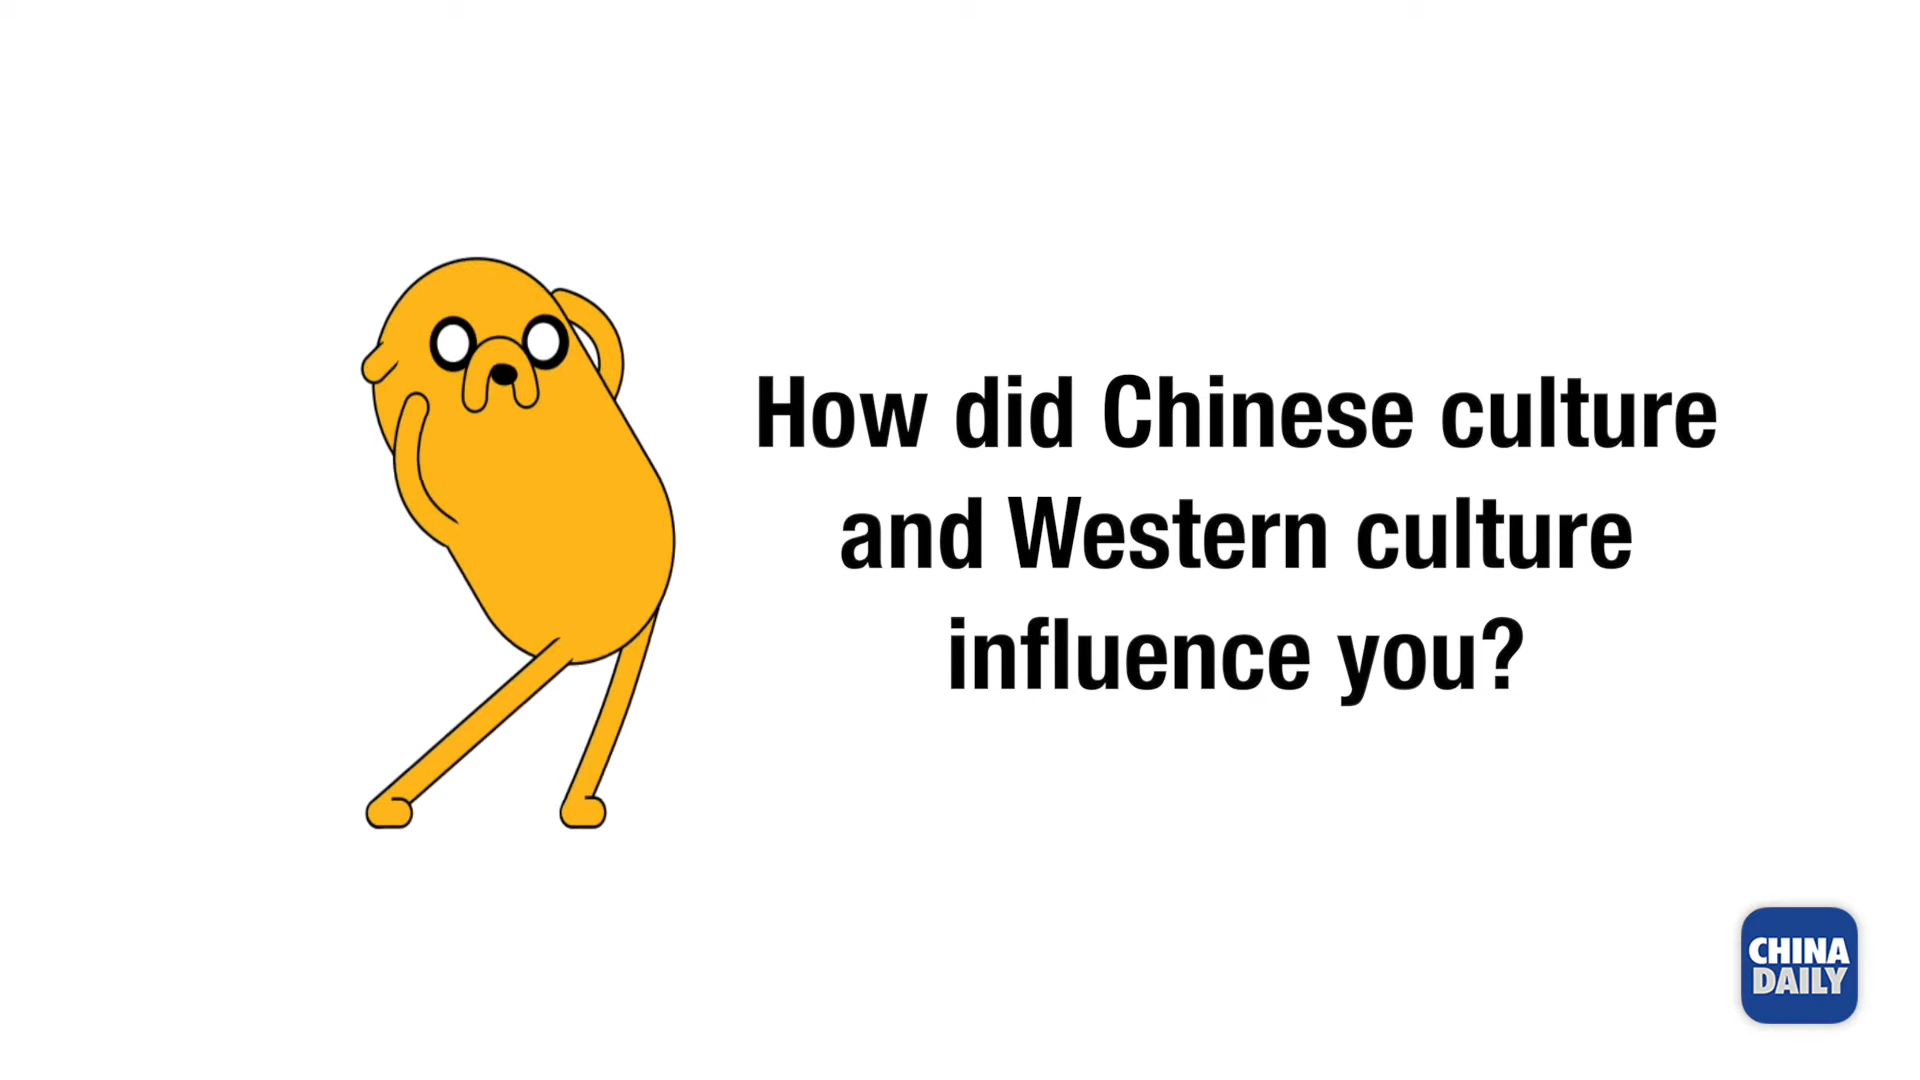 How did Chinese culture
and Western culture
influence you?
CHINA
DAILY